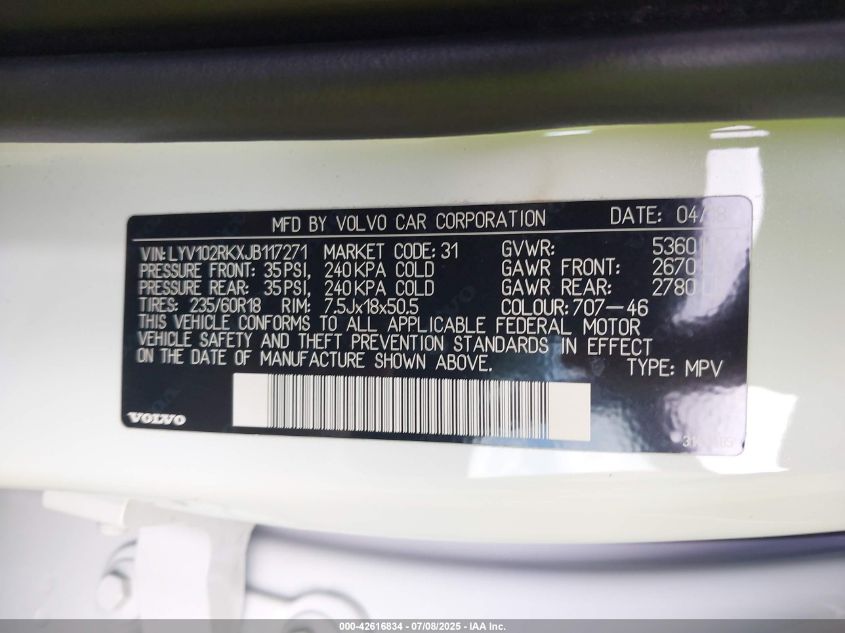 MFD BY VOLVO CAR CORPORATION DATE: 04/18
VIN: LYV102RKXJB117271 MARKET CODE: 31 GVWR: 5360
PRESSURE FRONT: 35 PSI, 240 KPA COLD GAWR FRONT: 2670
PRESSURE REAR: 35 PSI, 240 KPA COLD GAWR REAR: 2780
TIRES: 235/60R18 RIM: 7.5Jx18x50.5 COLOUR: 707-46
THIS VEHICLE CONFORMS TO ALL APPLICABLE FEDERAL MOTOR
VEHICLE SAFETY AND THEFT PREVENTION STANDARDS IN EFFECT
ON THE DATE OF MANUFACTURE SHOWN ABOVE.
TYPE: MPV
VOLVO
000-42616834 - 07/08/2025 - IAA Inc.